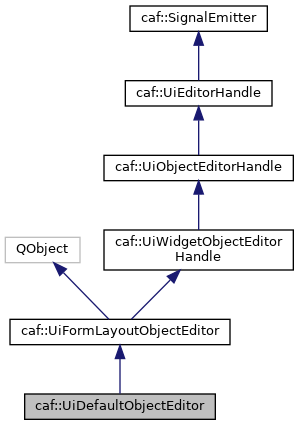 caf::SignalEmitter
caf::UiEditorHandle
caf::UiObjectEditorHandle
caf::UiWidgetObjectEditor
Handle
QObject
caf::UiFormLayoutObjectEditor
caf::UiDefaultObjectEditor